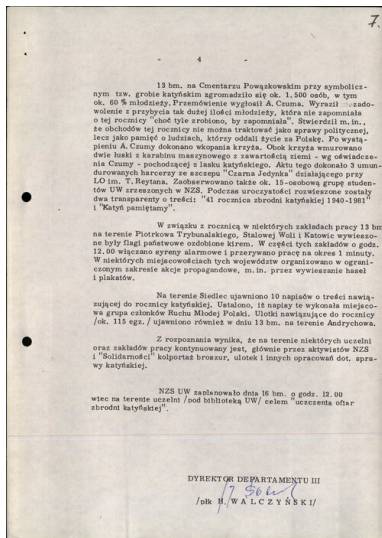 7.
- 4 -
13 bm. na Cmentarzu Powązkowskim przy symbolicz-
nym tzw. grobie katyńskim zgromadziło się ok. 1.500 osób, w tym
ok. 60 % młodzieży. Przemówienie wygłosił A. Czuma. Wyraził zado-
wolenie z przybycia tak dużej ilości młodzieży, która nie zapomniała
o tej rocznicy "choć tyle zrobiono, by zapomniała". Stwierdził m.in.,
że obchodów tej rocznicy nie można traktować jako sprawy politycznej,
lecz jako pamięć o ludziach, którzy oddali życie za Polskę. Po wystą-
pieniu A. Czumy dokonano wkopania krzyża. Obok krzyża wmurowano
dwie łuski z karabinu maszynowego z zawartością ziemi - wg oświadcze-
nia Czumy - pochodzącej z lasku katyńskiego. Aktu tego dokonało 3 umun-
durowanych harcerzy ze szczepu "Czarna Jedynka" działającego przy
LO im. T. Reytana. Zaobserwowano także ok. 15-osobową grupę studen-
tów UW zrzeszonych w NZS. Podczas uroczystości rozwieszone zostały
dwa transparenty o treści: "41 rocznica zbrodni katyńskiej 1940-1981"
i "Katyń pamiętamy".
W związku z rocznicą w niektórych zakładach pracy 13 bm
na terenie Piotrkowa Trybunalskiego, Stalowej Woli i Katowic wywieszo-
ne były flagi państwowe ozdobione kirem. W części tych zakładów o godz.
12.00 włączono syreny alarmowe i przerywano pracę na okres 1 minuty.
W niektórych miejscowościach tych województw organizowano w ograni-
czonym zakresie akcje propagandowe, m.in. przez wywieszanie haseł
i plakatów.
Na terenie Siedlec ujawniono 10 napisów o treści nawią-
zującej do rocznicy katyńskiej. Ustalono, iż napisy te wykonała miejsco-
wa grupa członków Ruchu Młodej Polski. Ulotki nawiązujące do rocznicy
/ok. 115 egz./ ujawniono również w dniu 13 bm. na terenie Andrychowa.
Z rozpoznania wynika, że na terenie niektórych uczelni
oraz zakładów pracy kontynuowany jest, głównie przez aktywistów NZS
i "Solidarności" kolportaż broszur, ulotek i innych opracowań dot. spra-
wy katyńskiej.
NZS UW zaplanowało dnia 16 bm. o godz. 12.00
wiec na terenie uczelni /pod biblioteką UW/ celem "uczczenia ofiar
zbrodni katyńskiej".
DYREKTOR DEPARTAMENTU III
/płk H. WALCZYŃSKI/